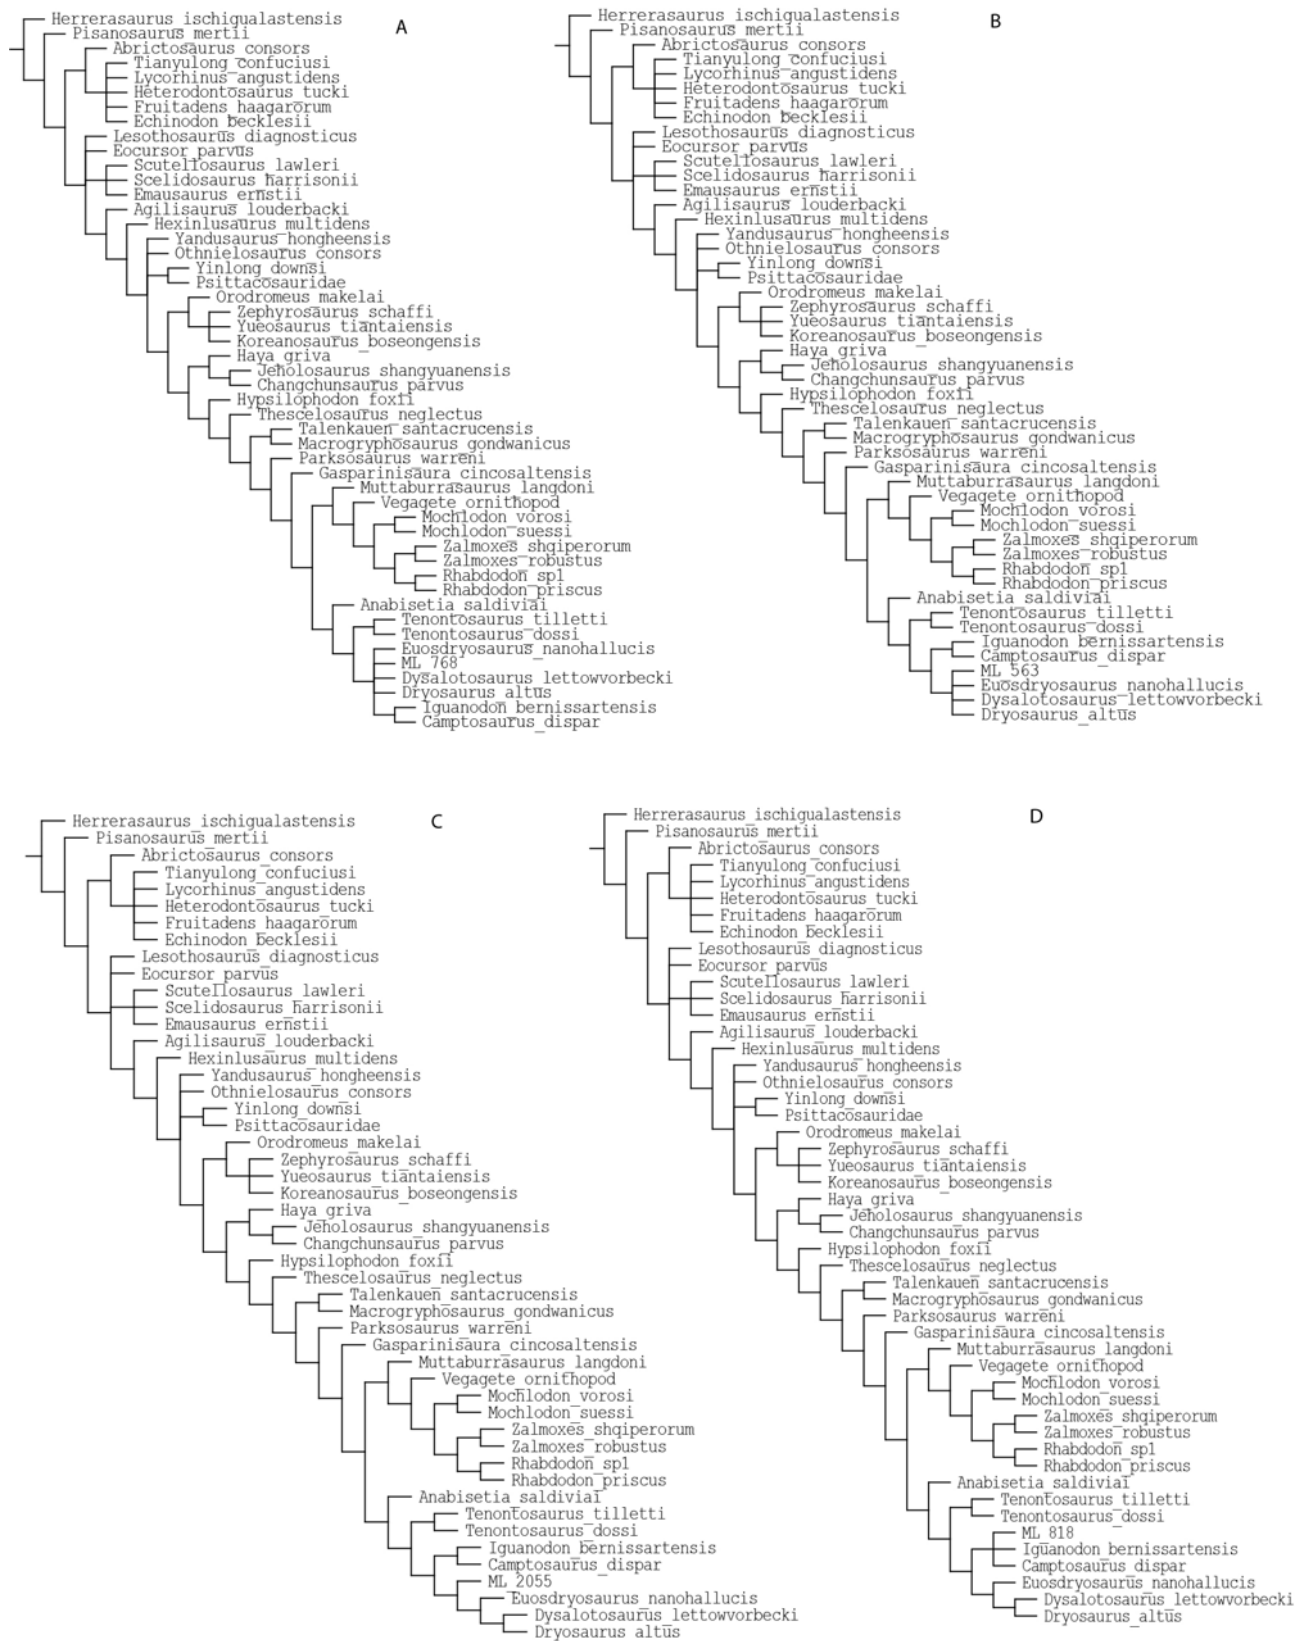 A
Herrerasaurus_ischigualastensis
Pisanosaurus_mertii
Abrictosaurus_consors
Tianyulong_confuciusi
Lycorhinus_angustidens
Heterodontosaurus_tucki
Fruitadens_haagarorum
Echinodon_becklesii
Lesothosaurus_diagnosticus
Eocursor_parvus
Scutellosaurus_lawleri
Scelidosaurus_harrisonii
Emausaurus_ernstii
Agilisaurus_louderbacki
Hexinlusaurus_multidens
Yandusaurus_hongheensis
Othnielosaurus_consors
Yinlong_downsi
Psittacosauridae
Orodromeus_makelai
Zephyrosaurus_schaffi
Yueosaurus_tiantaiensis
Koreanosaurus_boseongensis
Haya_griva
Jeholosaurus_shangyuanensis
Changchunsaurus_parvus
Hypsilophodon_foxii
Thescelosaurus_neglectus
Talenkauen_santacrucensis
Macrogryphosaurus_gondwanicus
Parksosaurus_warreni
Gasparinisaura_cincosaltensis
Muttaburrasaurus_langdoni
Vegagete_ornithopod
Mochlodon_vorosi
Mochlodon_suessi
Zalmoxes_shqiperorum
Zalmoxes_robustus
Rhabdodon_sp1
Rhabdodon_priscus
Anabisetia_saldiviai
Tenontosaurus_tilletti
Tenontosaurus_dossi
Euosdryosaurus_nanohallucis
ML_768
Dysalotosaurus_lettowvorbecki
Dryosaurus_altus
Iguanodon_bernissartensis
Camptosaurus_dispar
B
Herrerasaurus_ischigualastensis
Pisanosaurus_mertii
Abrictosaurus_consors
Tianyulong_confuciusi
Lycorhinus_angustidens
Heterodontosaurus_tucki
Fruitadens_haagarorum
Echinodon_becklesii
Lesothosaurus_diagnosticus
Eocursor_parvus
Scutellosaurus_lawleri
Scelidosaurus_harrisonii
Emausaurus_ernstii
Agilisaurus_louderbacki
Hexinlusaurus_multidens
Yandusaurus_hongheensis
Othnielosaurus_consors
Yinlong_downsi
Psittacosauridae
Orodromeus_makelai
Zephyrosaurus_schaffi
Yueosaurus_tiantaiensis
Koreanosaurus_boseongensis
Haya_griva
Jeholosaurus_shangyuanensis
Changchunsaurus_parvus
Hypsilophodon_foxii
Thescelosaurus_neglectus
Talenkauen_santacrucensis
Macrogryphosaurus_gondwanicus
Parksosaurus_warreni
Gasparinisaura_cincosaltensis
Muttaburrasaurus_langdoni
Vegagete_ornithopod
Mochlodon_vorosi
Mochlodon_suessi
Zalmoxes_shqiperorum
Zalmoxes_robustus
Rhabdodon_sp1
Rhabdodon_priscus
Anabisetia_saldiviai
Tenontosaurus_tilletti
Tenontosaurus_dossi
Iguanodon_bernissartensis
Camptosaurus_dispar
ML_563
Euosdryosaurus_nanohallucis
Dysalotosaurus_lettowvorbecki
Dryosaurus_altus
C
Herrerasaurus_ischigualastensis
Pisanosaurus_mertii
Abrictosaurus_consors
Tianyulong_confuciusi
Lycorhinus_angustidens
Heterodontosaurus_tucki
Fruitadens_haagarorum
Echinodon_becklesii
Lesothosaurus_diagnosticus
Eocursor_parvus
Scutellosaurus_lawleri
Scelidosaurus_harrisonii
Emausaurus_ernstii
Agilisaurus_louderbacki
Hexinlusaurus_multidens
Yandusaurus_hongheensis
Othnielosaurus_consors
Yinlong_downsi
Psittacosauridae
Orodromeus_makelai
Zephyrosaurus_schaffi
Yueosaurus_tiantaiensis
Koreanosaurus_boseongensis
Haya_griva
Jeholosaurus_shangyuanensis
Changchunsaurus_parvus
Hypsilophodon_foxii
Thescelosaurus_neglectus
Talenkauen_santacrucensis
Macrogryphosaurus_gondwanicus
Parksosaurus_warreni
Gasparinisaura_cincosaltensis
Muttaburrasaurus_langdoni
Vegagete_ornithopod
Mochlodon_vorosi
Mochlodon_suessi
Zalmoxes_shqiperorum
Zalmoxes_robustus
Rhabdodon_sp1
Rhabdodon_priscus
Anabisetia_saldiviai
Tenontosaurus_tilletti
Tenontosaurus_dossi
Iguanodon_bernissartensis
Camptosaurus_dispar
ML_2055
Euosdryosaurus_nanohallucis
Dysalotosaurus_lettowvorbecki
Dryosaurus_altus
D
Herrerasaurus_ischigualastensis
Pisanosaurus_mertii
Abrictosaurus_consors
Tianyulong_confuciusi
Lycorhinus_angustidens
Heterodontosaurus_tucki
Fruitadens_haagarorum
Echinodon_becklesii
Lesothosaurus_diagnosticus
Eocursor_parvus
Scutellosaurus_lawleri
Scelidosaurus_harrisonii
Emausaurus_ernstii
Agilisaurus_louderbacki
Hexinlusaurus_multidens
Yandusaurus_hongheensis
Othnielosaurus_consors
Yinlong_downsi
Psittacosauridae
Orodromeus_makelai
Zephyrosaurus_schaffi
Yueosaurus_tiantaiensis
Koreanosaurus_boseongensis
Haya_griva
Jeholosaurus_shangyuanensis
Changchunsaurus_parvus
Hypsilophodon_foxii
Thescelosaurus_neglectus
Talenkauen_santacrucensis
Macrogryphosaurus_gondwanicus
Parksosaurus_warreni
Gasparinisaura_cincosaltensis
Muttaburrasaurus_langdoni
Vegagete_ornithopod
Mochlodon_vorosi
Mochlodon_suessi
Zalmoxes_shqiperorum
Zalmoxes_robustus
Rhabdodon_sp1
Rhabdodon_priscus
Anabisetia_saldiviai
Tenontosaurus_tilletti
Tenontosaurus_dossi
ML_818
Iguanodon_bernissartensis
Camptosaurus_dispar
Euosdryosaurus_nanohallucis
Dysalotosaurus_lettowvorbecki
Dryosaurus_altus